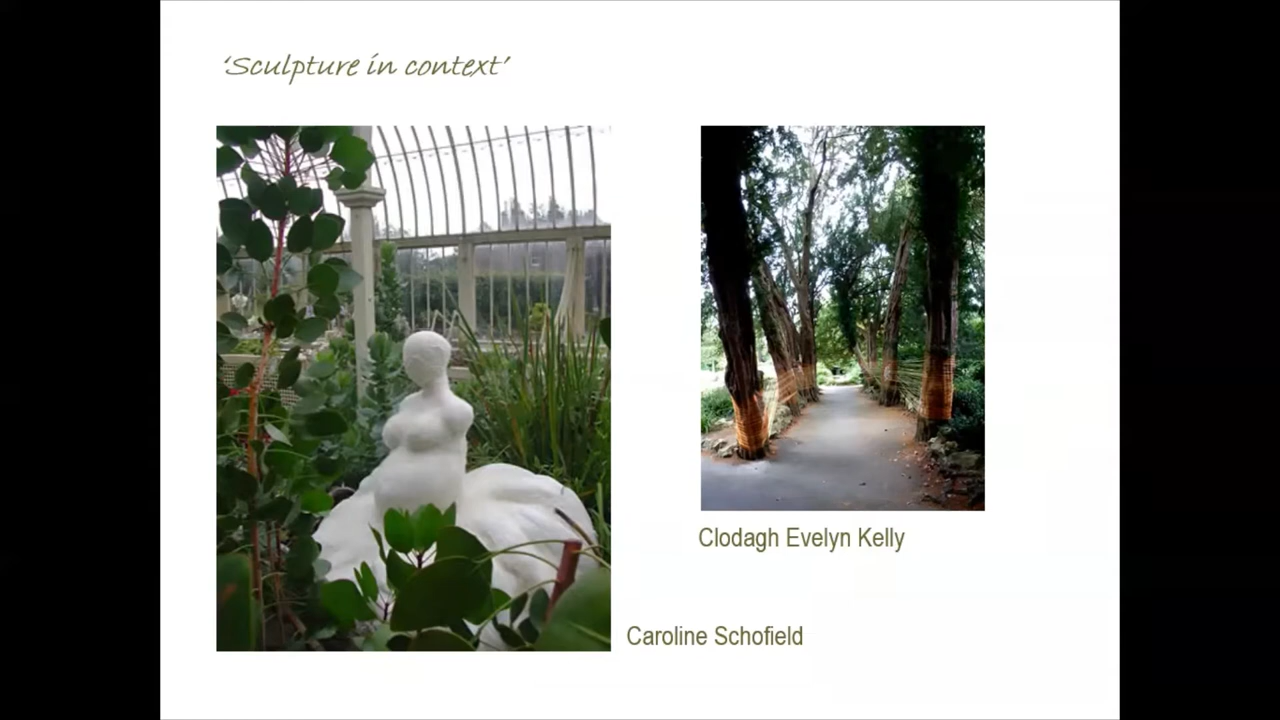 ‘Sculpture in context’
Clodagh Evelyn Kelly
Caroline Schofield